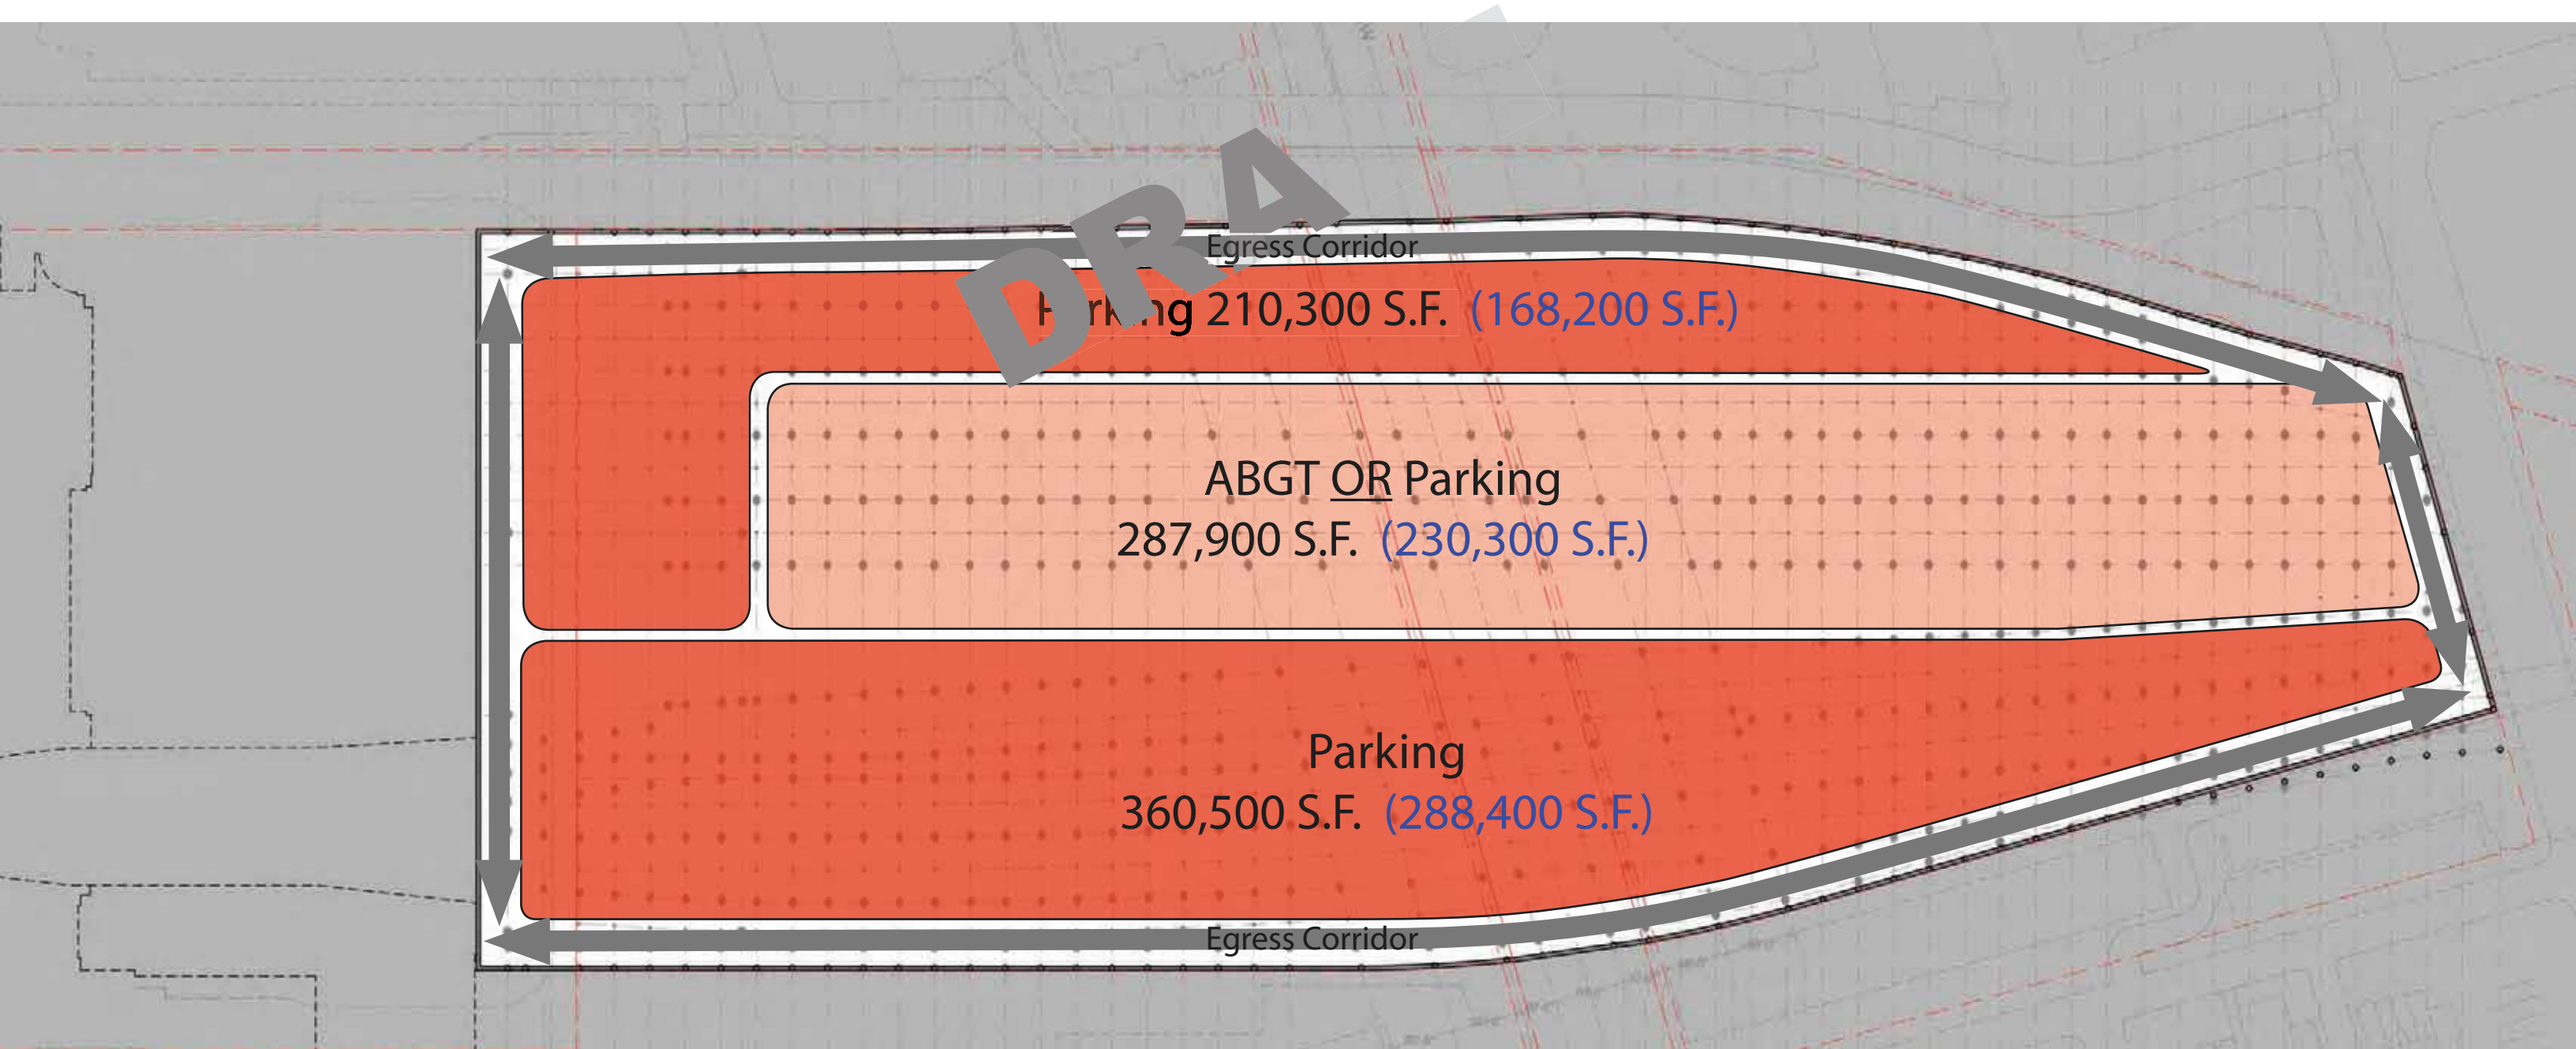 DRA
Egress Corridor
Parking 210,300 S.F. (168,200 S.F.)
ABGT OR Parking
287,900 S.F. (230,300 S.F.)
Parking
360,500 S.F. (288,400 S.F.)
Egress Corridor